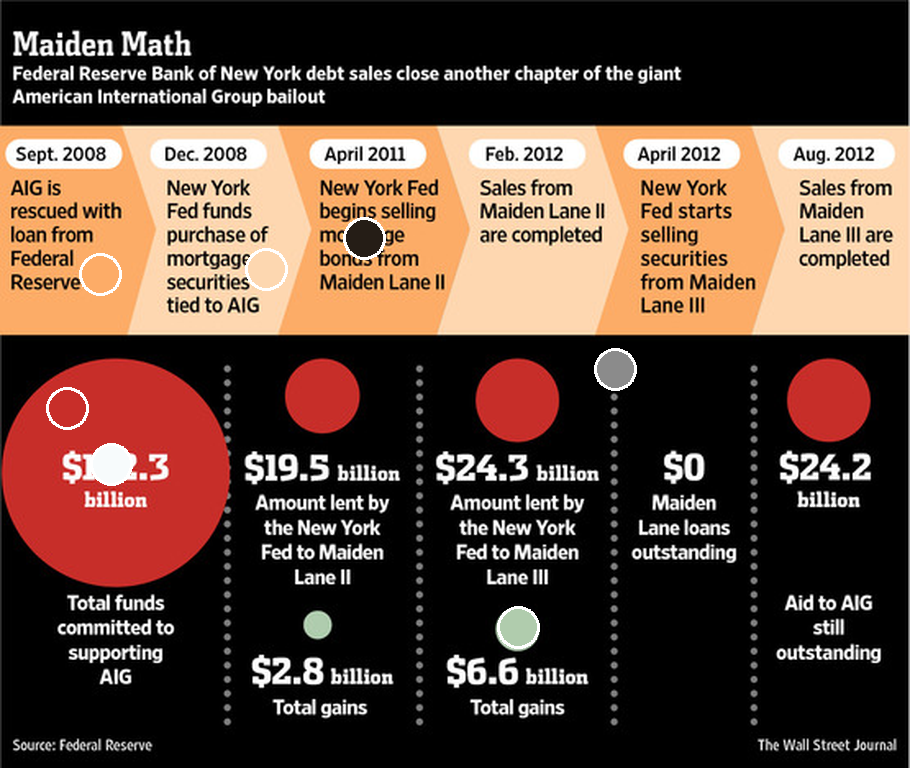 Maiden Math
Federal Reserve Bank of New York debt sales close another chapter of the giant
American International Group bailout
Sept. 2008
AIG is
rescued with
loan from
Federal
Reserve
Dec. 2008
New York
Fed funds
purchase of
mortgage
securities
tied to AIG
April 2011
New York Fed
begins selling
bonds from
Maiden Lane II
Feb. 2012
Sales from
Maiden Lane II
are completed
April 2012
New York
Fed starts
selling
securities
from Maiden
Lane III
Aug. 2012
Sales from
Maiden
Lane III are
completed
billion
Total funds
committed to
supporting
AIG
$19.5 billion
Amount lent by
the New York
Fed to Maiden
Lane II
$2.8 billion
Total gains
$24.3 billion
Amount lent by
the New York
Fed to Maiden
Lane III
$6.6 billion
Total gains
$0
Maiden
Lane loans
outstanding
$24.2
billion
Aid to AIG
still
outstanding
Source: Federal Reserve
The Wall Street Journal